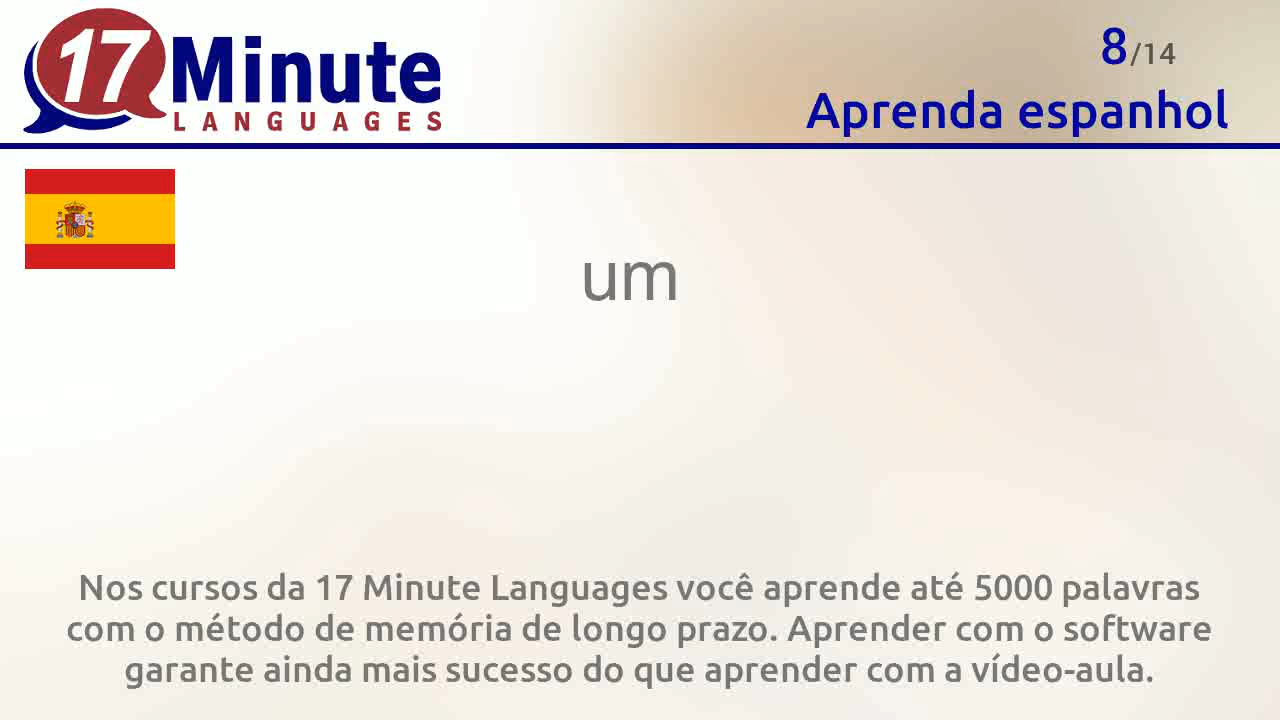 17 Minute
LANGUAGES
8/14
Aprenda espanhol
um
Nos cursos da 17 Minute Languages você aprende até 5000 palavras
com o método de memória de longo prazo. Aprender com o software
garante ainda mais sucesso do que aprender com a vídeo-aula.